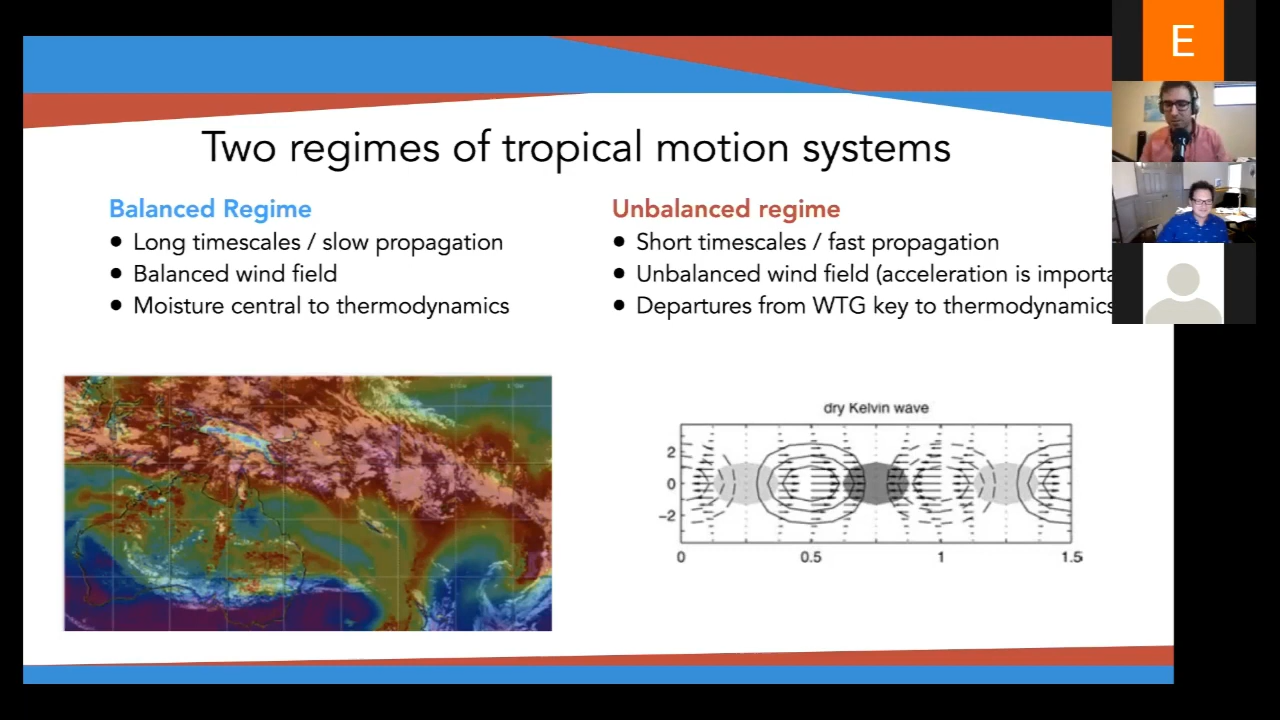 E
Two regimes of tropical motion systems
Balanced Regime
• Long timescales / slow propagation
• Balanced wind field
• Moisture central to thermodynamics
Unbalanced regime
• Short timescales / fast propagation
• Unbalanced wind field (acceleration is importa
• Departures from WTG key to thermodynamics
dry Kelvin wave
2
0
−2
0
0.5
1
1.5